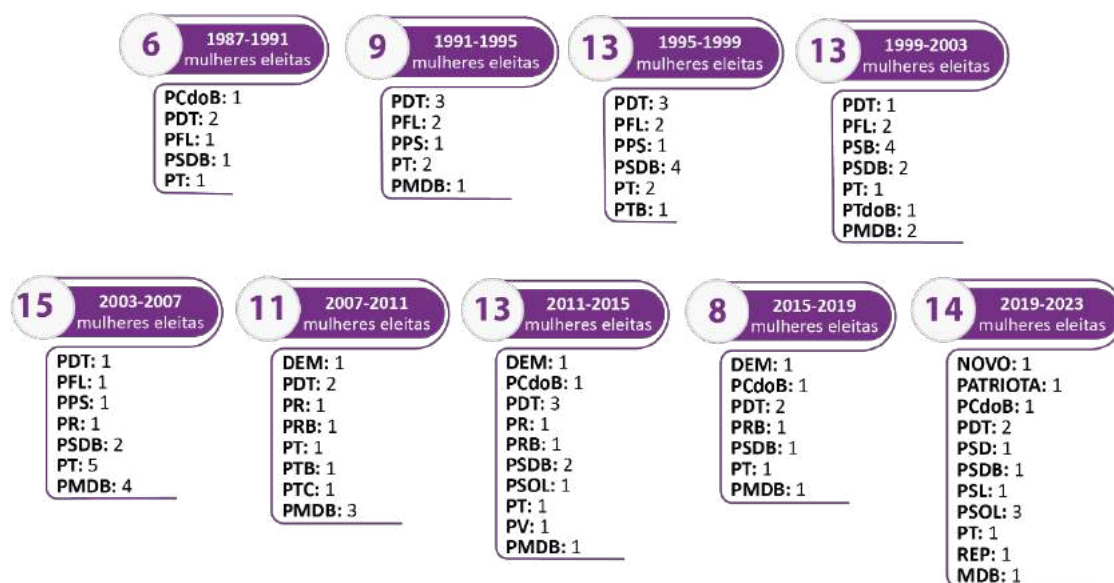 6
1987-1991
mulheres eleitas
PCdoB: 1
PDT: 2
PFL: 1
PSDB: 1
PT: 1
9
1991-1995
mulheres eleitas
PDT: 3
PFL: 2
PPS: 1
PT: 2
PMDB: 1
13
1995-1999
mulheres eleitas
PDT: 3
PFL: 2
PPS: 1
PSDB: 4
PT: 2
PTB: 1
13
1999-2003
mulheres eleitas
PDT: 1
PFL: 2
PSB: 4
PSDB: 2
PT: 1
PTdoB: 1
PMDB: 2
15
2003-2007
mulheres eleitas
PDT: 1
PFL: 1
PPS: 1
PR: 1
PSDB: 2
PT: 5
PMDB: 4
11
2007-2011
mulheres eleitas
DEM: 1
PDT: 2
PR: 1
PRB: 1
PT: 1
PTB: 1
PTC: 1
PMDB: 3
13
2011-2015
mulheres eleitas
DEM: 1
PCdoB: 1
PDT: 3
PR: 1
PRB: 1
PSDB: 2
PSOL: 1
PT: 1
PV: 1
PMDB: 1
8
2015-2019
mulheres eleitas
DEM: 1
PCdoB: 1
PDT: 2
PRB: 1
PSDB: 1
PT: 1
PMDB: 1
14
2019-2023
mulheres eleitas
NOVO: 1
PATRIOTA: 1
PCdoB: 1
PDT: 2
PSD: 1
PSDB: 1
PSL: 1
PSOL: 3
PT: 1
REP: 1
MDB: 1